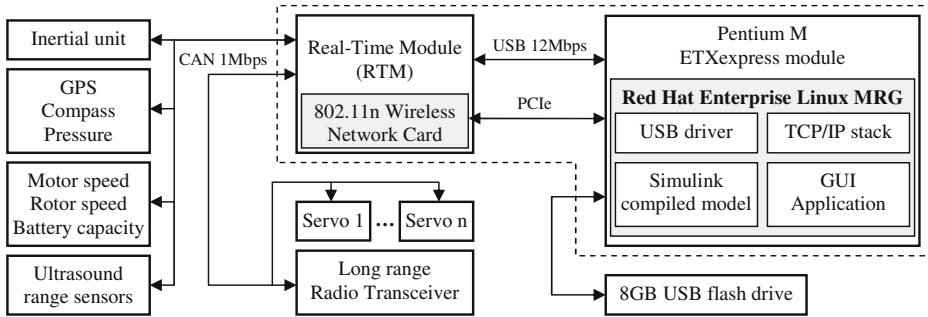 Inertial unit
GPS
Compass
Pressure
Motor speed
Rotor speed
Battery capacity
Ultrasound
range sensors
CAN 1Mbps
Real-Time Module
(RTM)
802.11n Wireless
Network Card
Servo 1 ... Servo n
Long range
Radio Transceiver
USB 12Mbps
PCIe
Pentium M
ETXexpress module
Red Hat Enterprise Linux MRG
USB driver
TCP/IP stack
Simulink
compiled model
GUI
Application
8GB USB flash drive